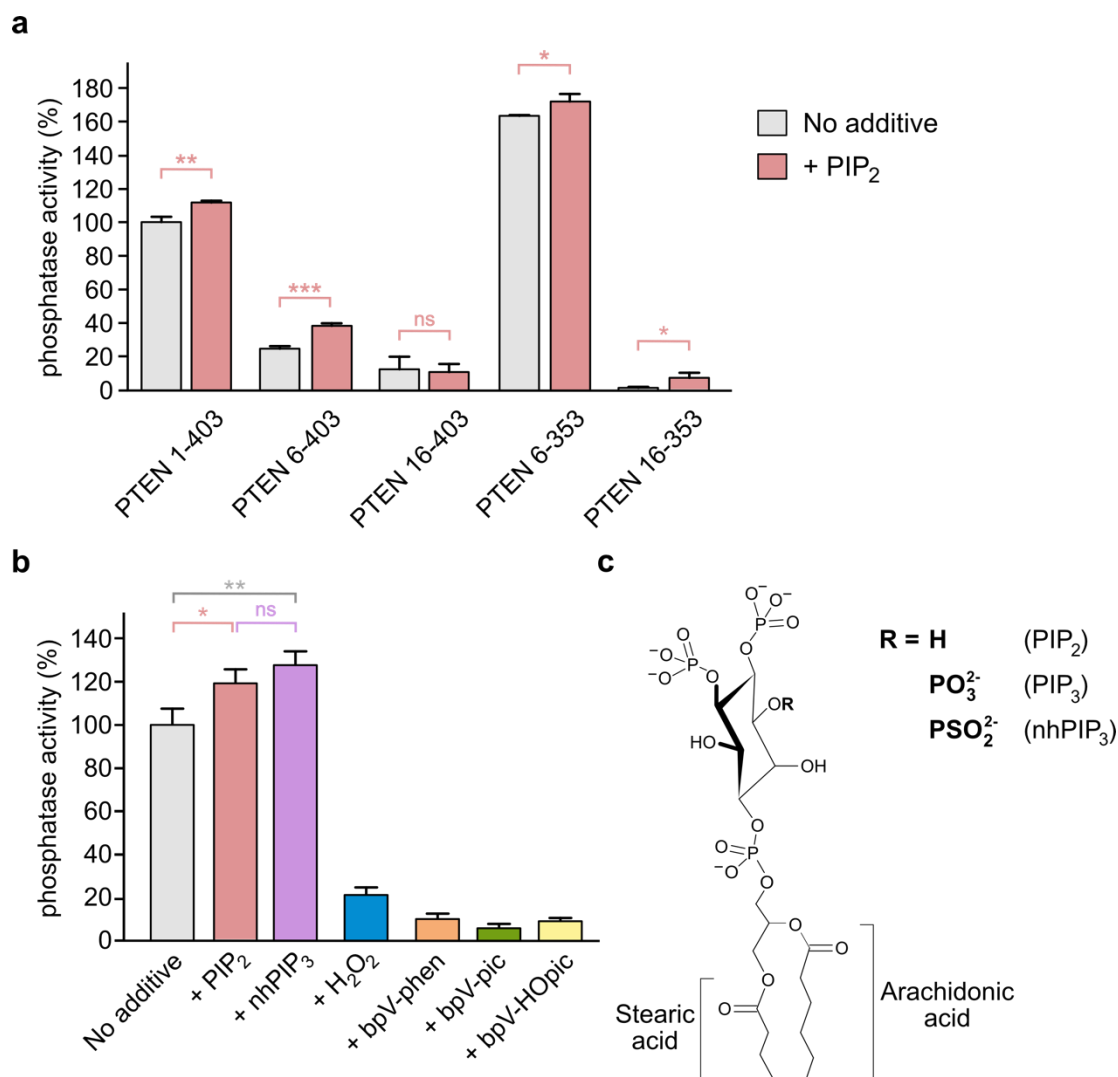 a
phosphatase activity (%)
180
160
140
120
100
80
60
40
20
0
**
***
ns
*
*
No additive
+ PIP₂
PTEN 1-403
PTEN 6-403
PTEN 16-403
PTEN 6-353
PTEN 16-353
b
phosphatase activity (%)
140
120
100
80
60
40
20
0
**
*
ns
No additive
+ PIP₂
+ nhPIP₃
+ H₂O₂
+ bpV-phen
+ bpV-pic
+ bpV-HOpic
c
R = H (PIP₂)
PO₃²⁻ (PIP₃)
PSO₂²⁻ (nhPIP₃)
O⁻
O⁻
⁻O
P
O
O
O
⁻O
P
⁻O
O
OR
HO
OH
O
O
P
⁻O
O
O
O
O
O
Stearic
acid
Arachidonic
acid